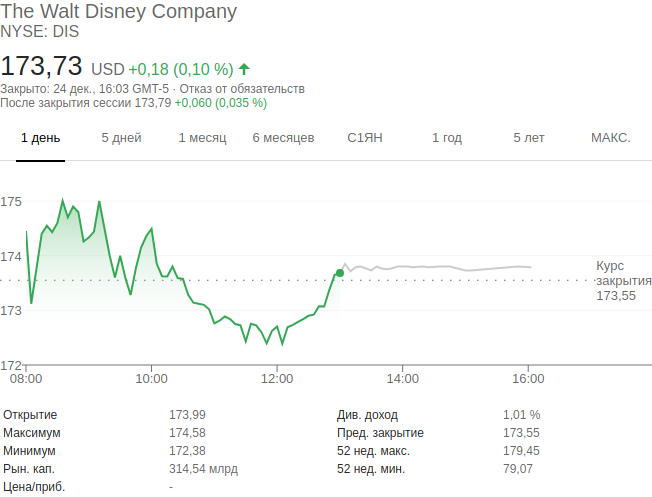 The Walt Disney Company
NYSE: DIS
173,73 USD +0,18 (0,10 %)
Закрыто: 24 дек., 16:03 GMT-5 · Отказ от обязательств
После закрытия сессии 173,79 +0,060 (0,035 %)
1 день 5 дней 1 месяц 6 месяцев С1ЯН 1 год 5 лет МАКС.
175
174
Курс
закрытия
173,55
173
172
08:00 10:00 12:00 14:00 16:00
Открытие 173,99 Див. доход 1,01 %
Максимум 174,58 Пред. закрытие 173,55
Минимум 172,38 52 нед. макс. 179,45
Рын. кап. 314,54 млрд 52 нед. мин. 79,07
Цена/приб. -